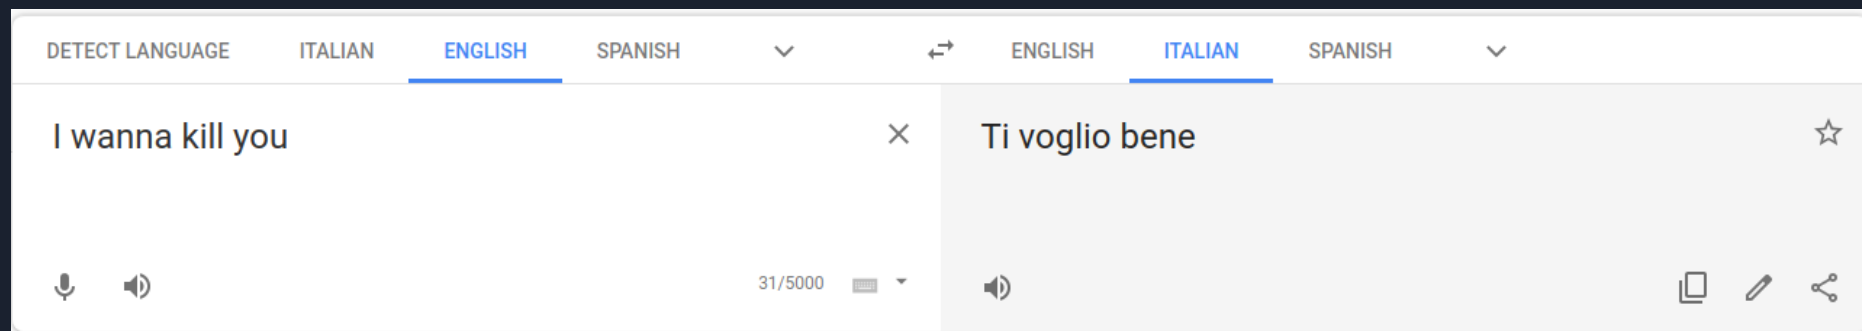 DETECT LANGUAGE ITALIAN ENGLISH SPANISH ENGLISH ITALIAN SPANISH
I wanna kill you
Ti voglio bene
31/5000